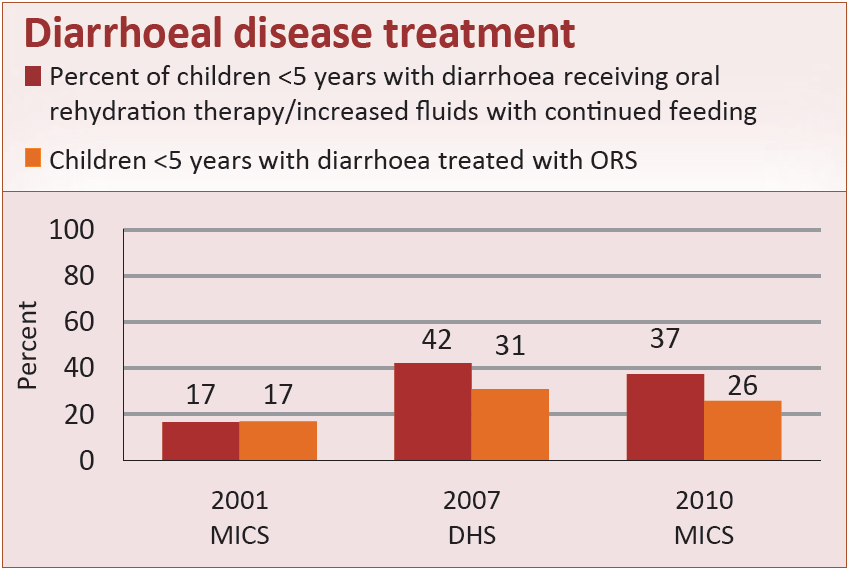 Diarrhoeal disease treatment
Percent of children <5 years with diarrhoea receiving oral
rehydration therapy/increased fluids with continued feeding
Children <5 years with diarrhoea treated with ORS
Percent
100
80
60
40
20
0
17
17
42
31
37
26
2001
MICS
2007
DHS
2010
MICS